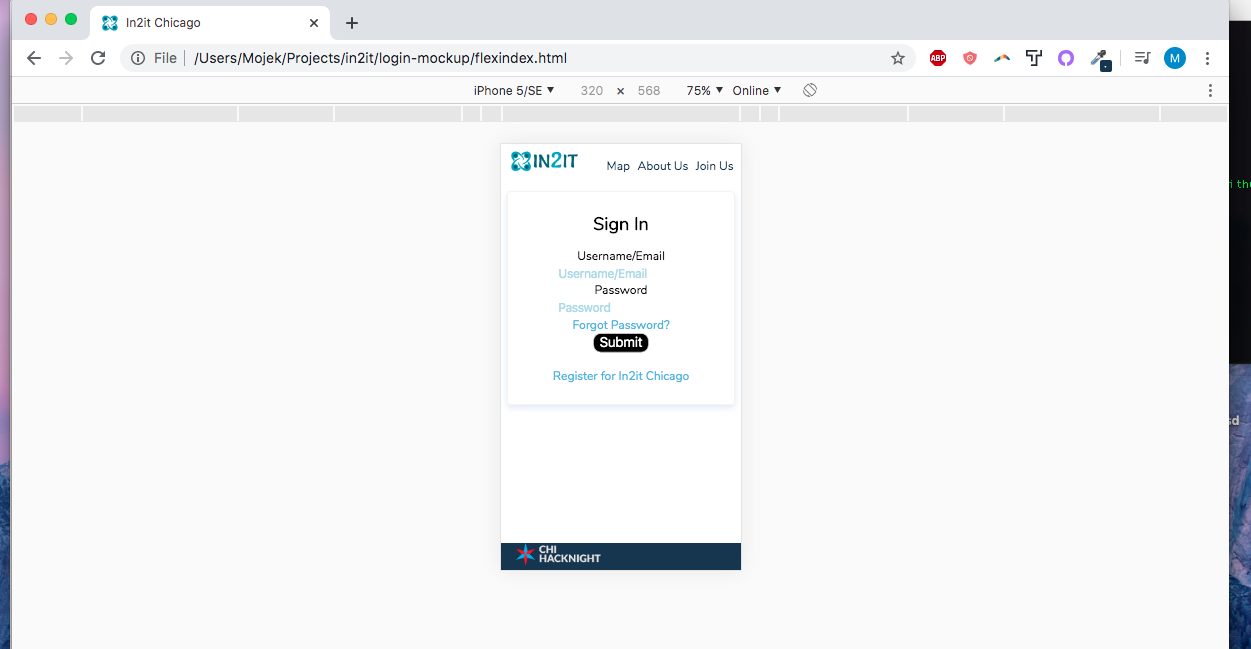 In2it Chicago
File /Users/Mojek/Projects/in2it/login-mockup/flexindex.html
ABP
M
iPhone 5/SE ▼ 320 × 568 75% ▼ Online ▼
IN2IT Map About Us Join Us
Sign In
Username/Email
Username/Email
Password
Password
Forgot Password?
Submit
Register for In2it Chicago
CHI
HACKNIGHT